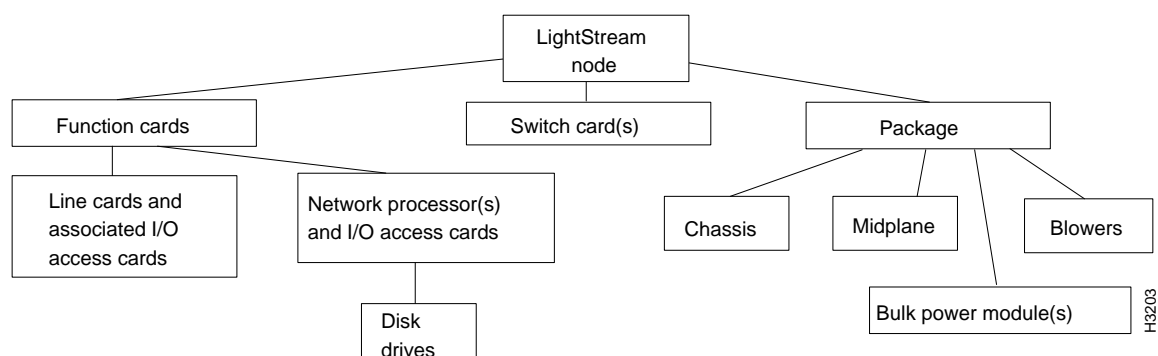 LightStream
node
Function cards
Switch card(s)
Package
Line cards and
associated I/O
access cards
Network processor(s)
and I/O access cards
Chassis
Midplane
Blowers
Bulk power module(s)
Disk
drives
H3203